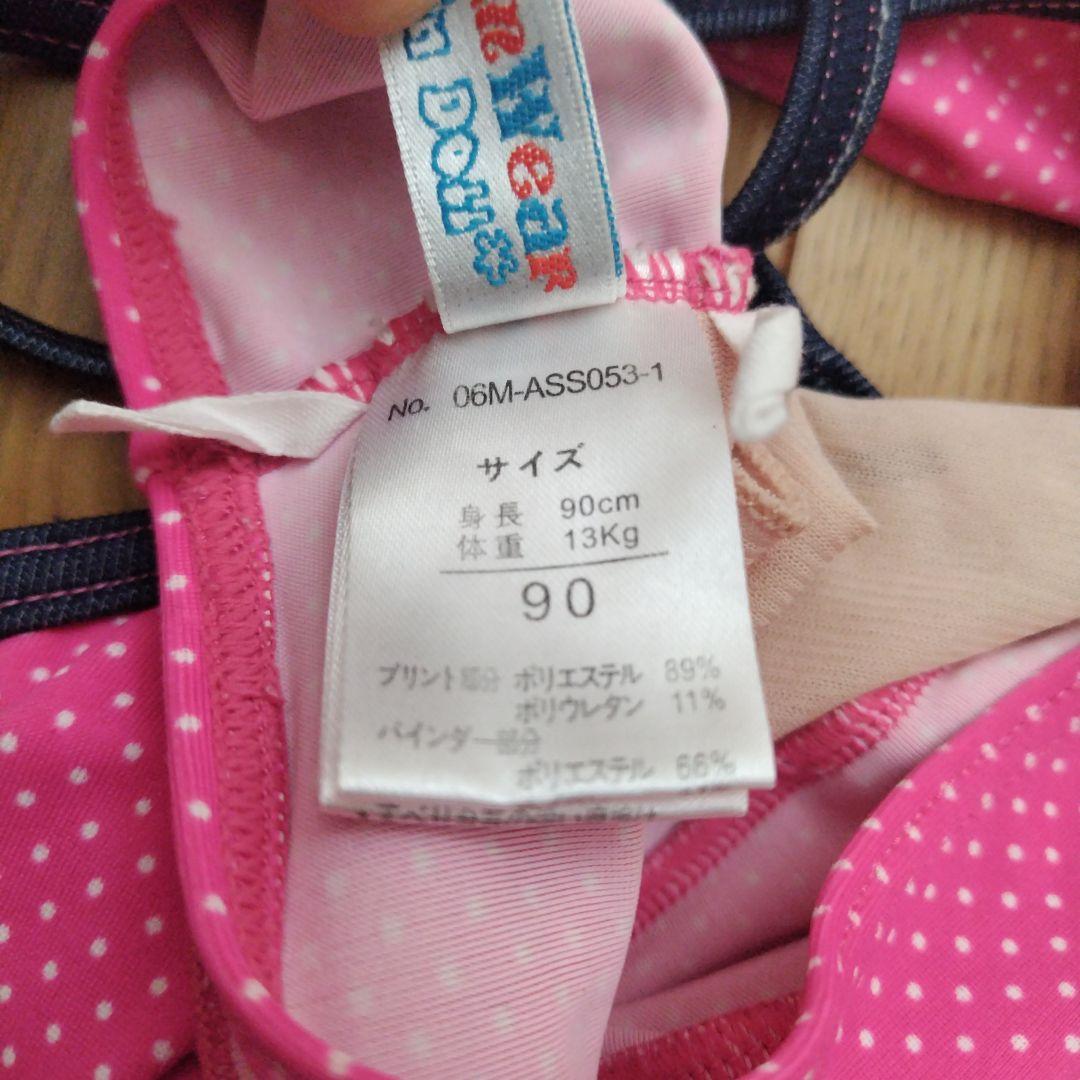 Doll
WeaR
No. 06M-ASS053-1
サイズ
身長 90cm
体重 13Kg
90
プリント部分 ポリエステル 89%
ポリウレタン 11%
バインダー部分
ポリエステル 66%